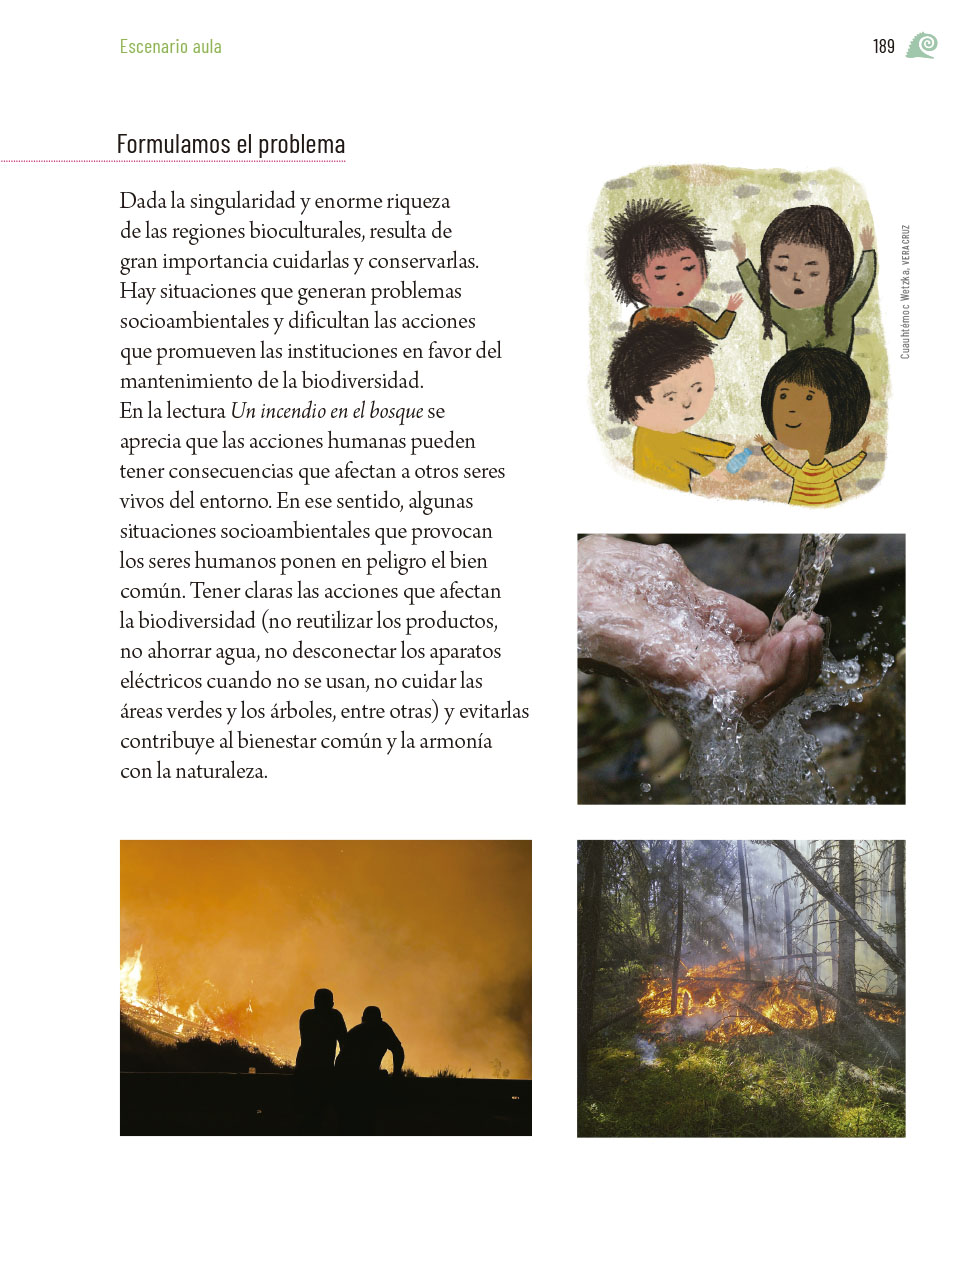 Escenario aula
189
Formulamos el problema
Dada la singularidad y enorme riqueza
de las regiones bioculturales, resulta de
gran importancia cuidarlas y conservarlas.
Hay situaciones que generan problemas
socioambientales y dificultan las acciones
que promueven las instituciones en favor del
mantenimiento de la biodiversidad.
En la lectura Un incendio en el bosque se
aprecia que las acciones humanas pueden
tener consecuencias que afectan a otros seres
vivos del entorno. En ese sentido, algunas
situaciones socioambientales que provocan
los seres humanos ponen en peligro el bien
común. Tener claras las acciones que afectan
la biodiversidad (no reutilizar los productos,
no ahorrar agua, no desconectar los aparatos
eléctricos cuando no se usan, no cuidar las
áreas verdes y los árboles, entre otras) y evitarlas
contribuye al bienestar común y la armonía
con la naturaleza.
Cuauhtémoc Wetzka, VERACRUZ